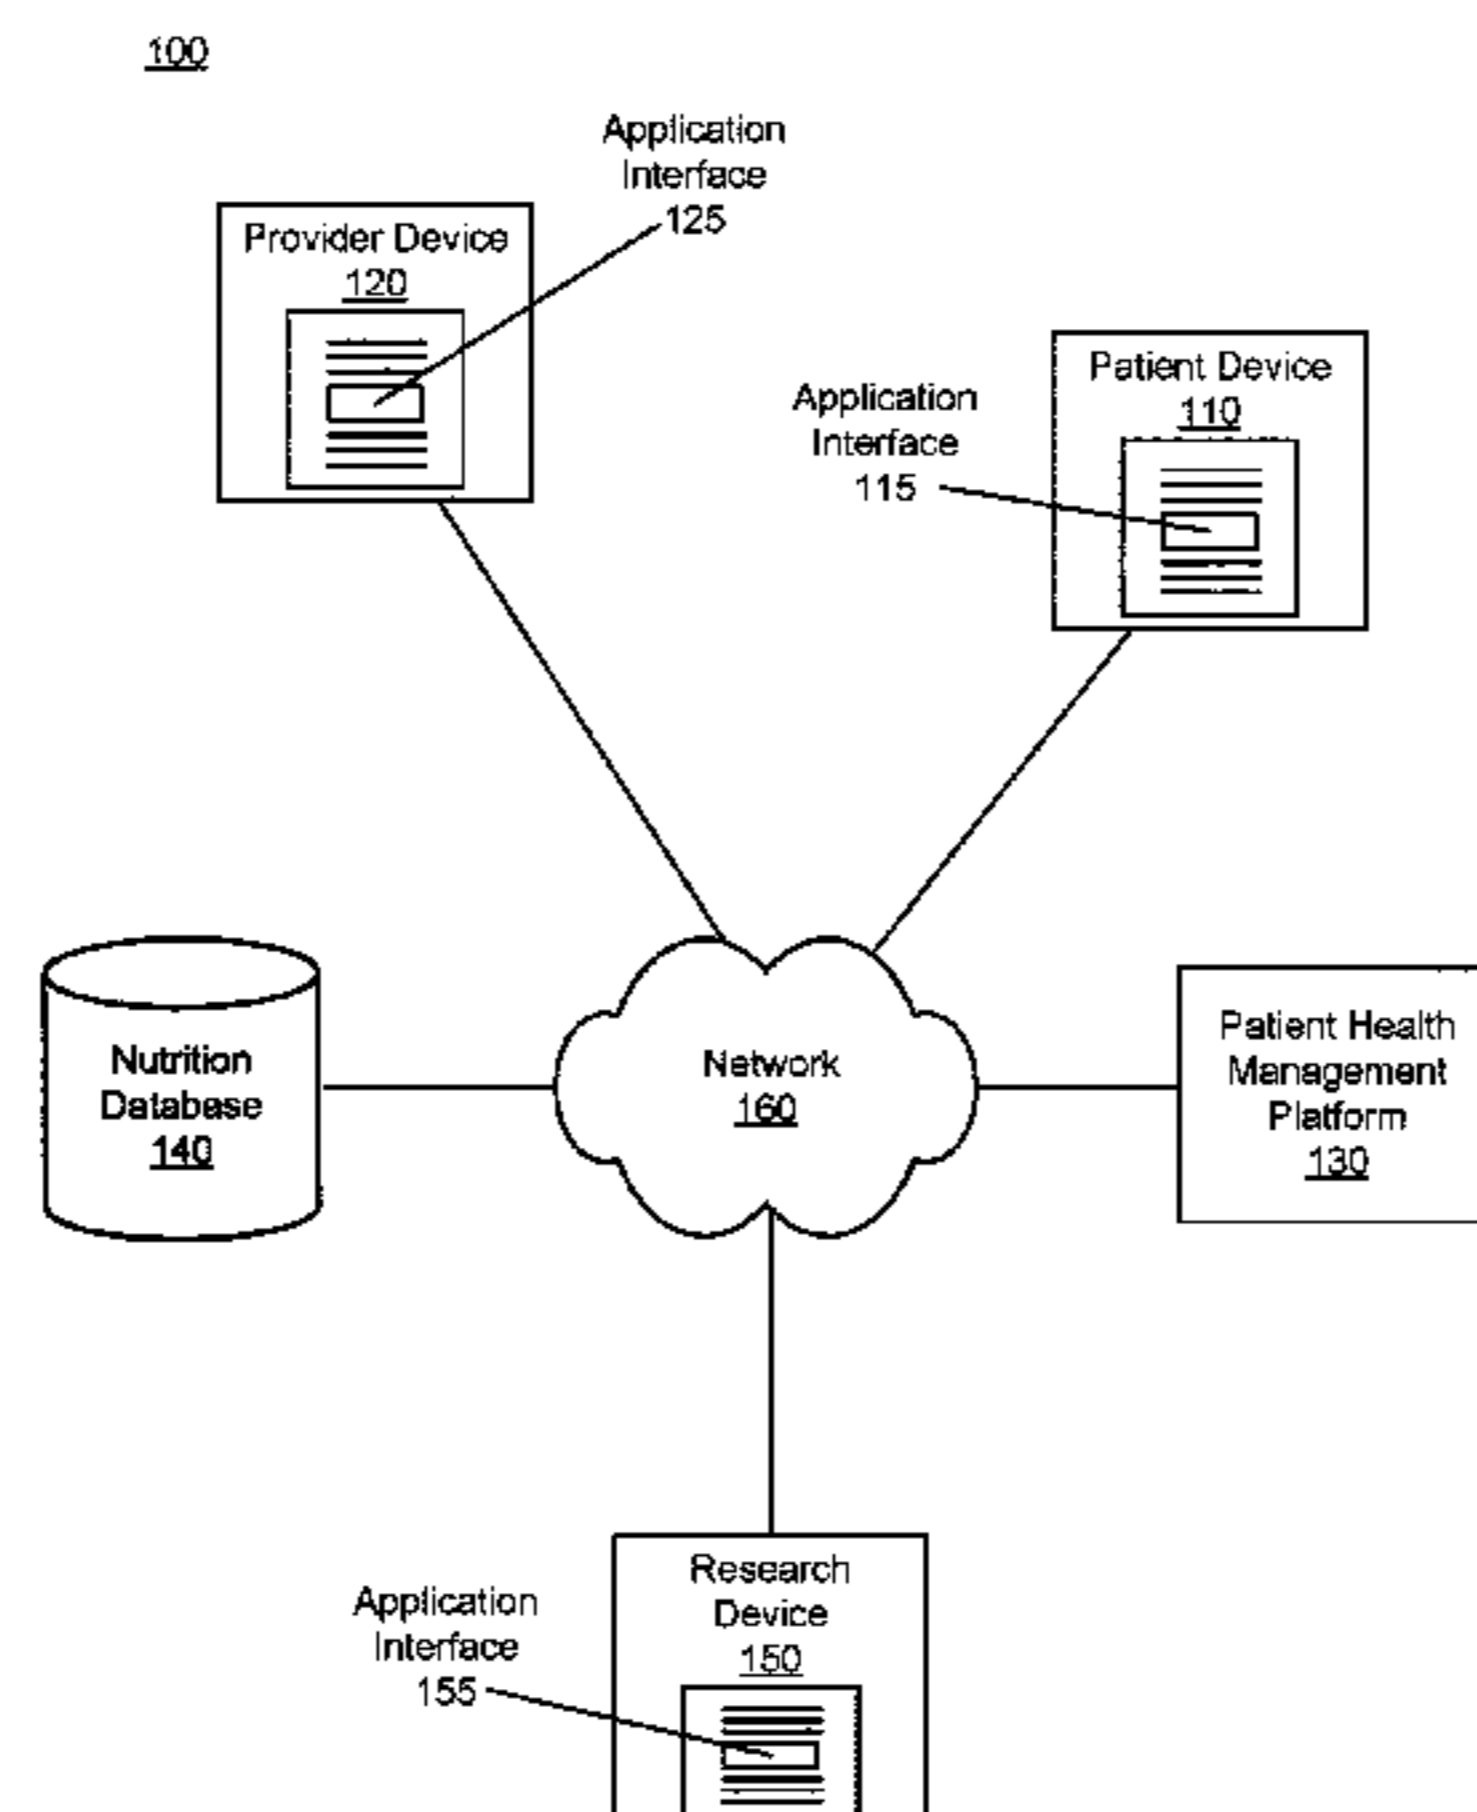 100
Application
Interface
125
Provider Device
120
Patient Device
110
Application
Interface
115
Nutrition
Database
140
Network
160
Patient Health
Management
Platform
130
Research
Device
150
Application
Interface
155